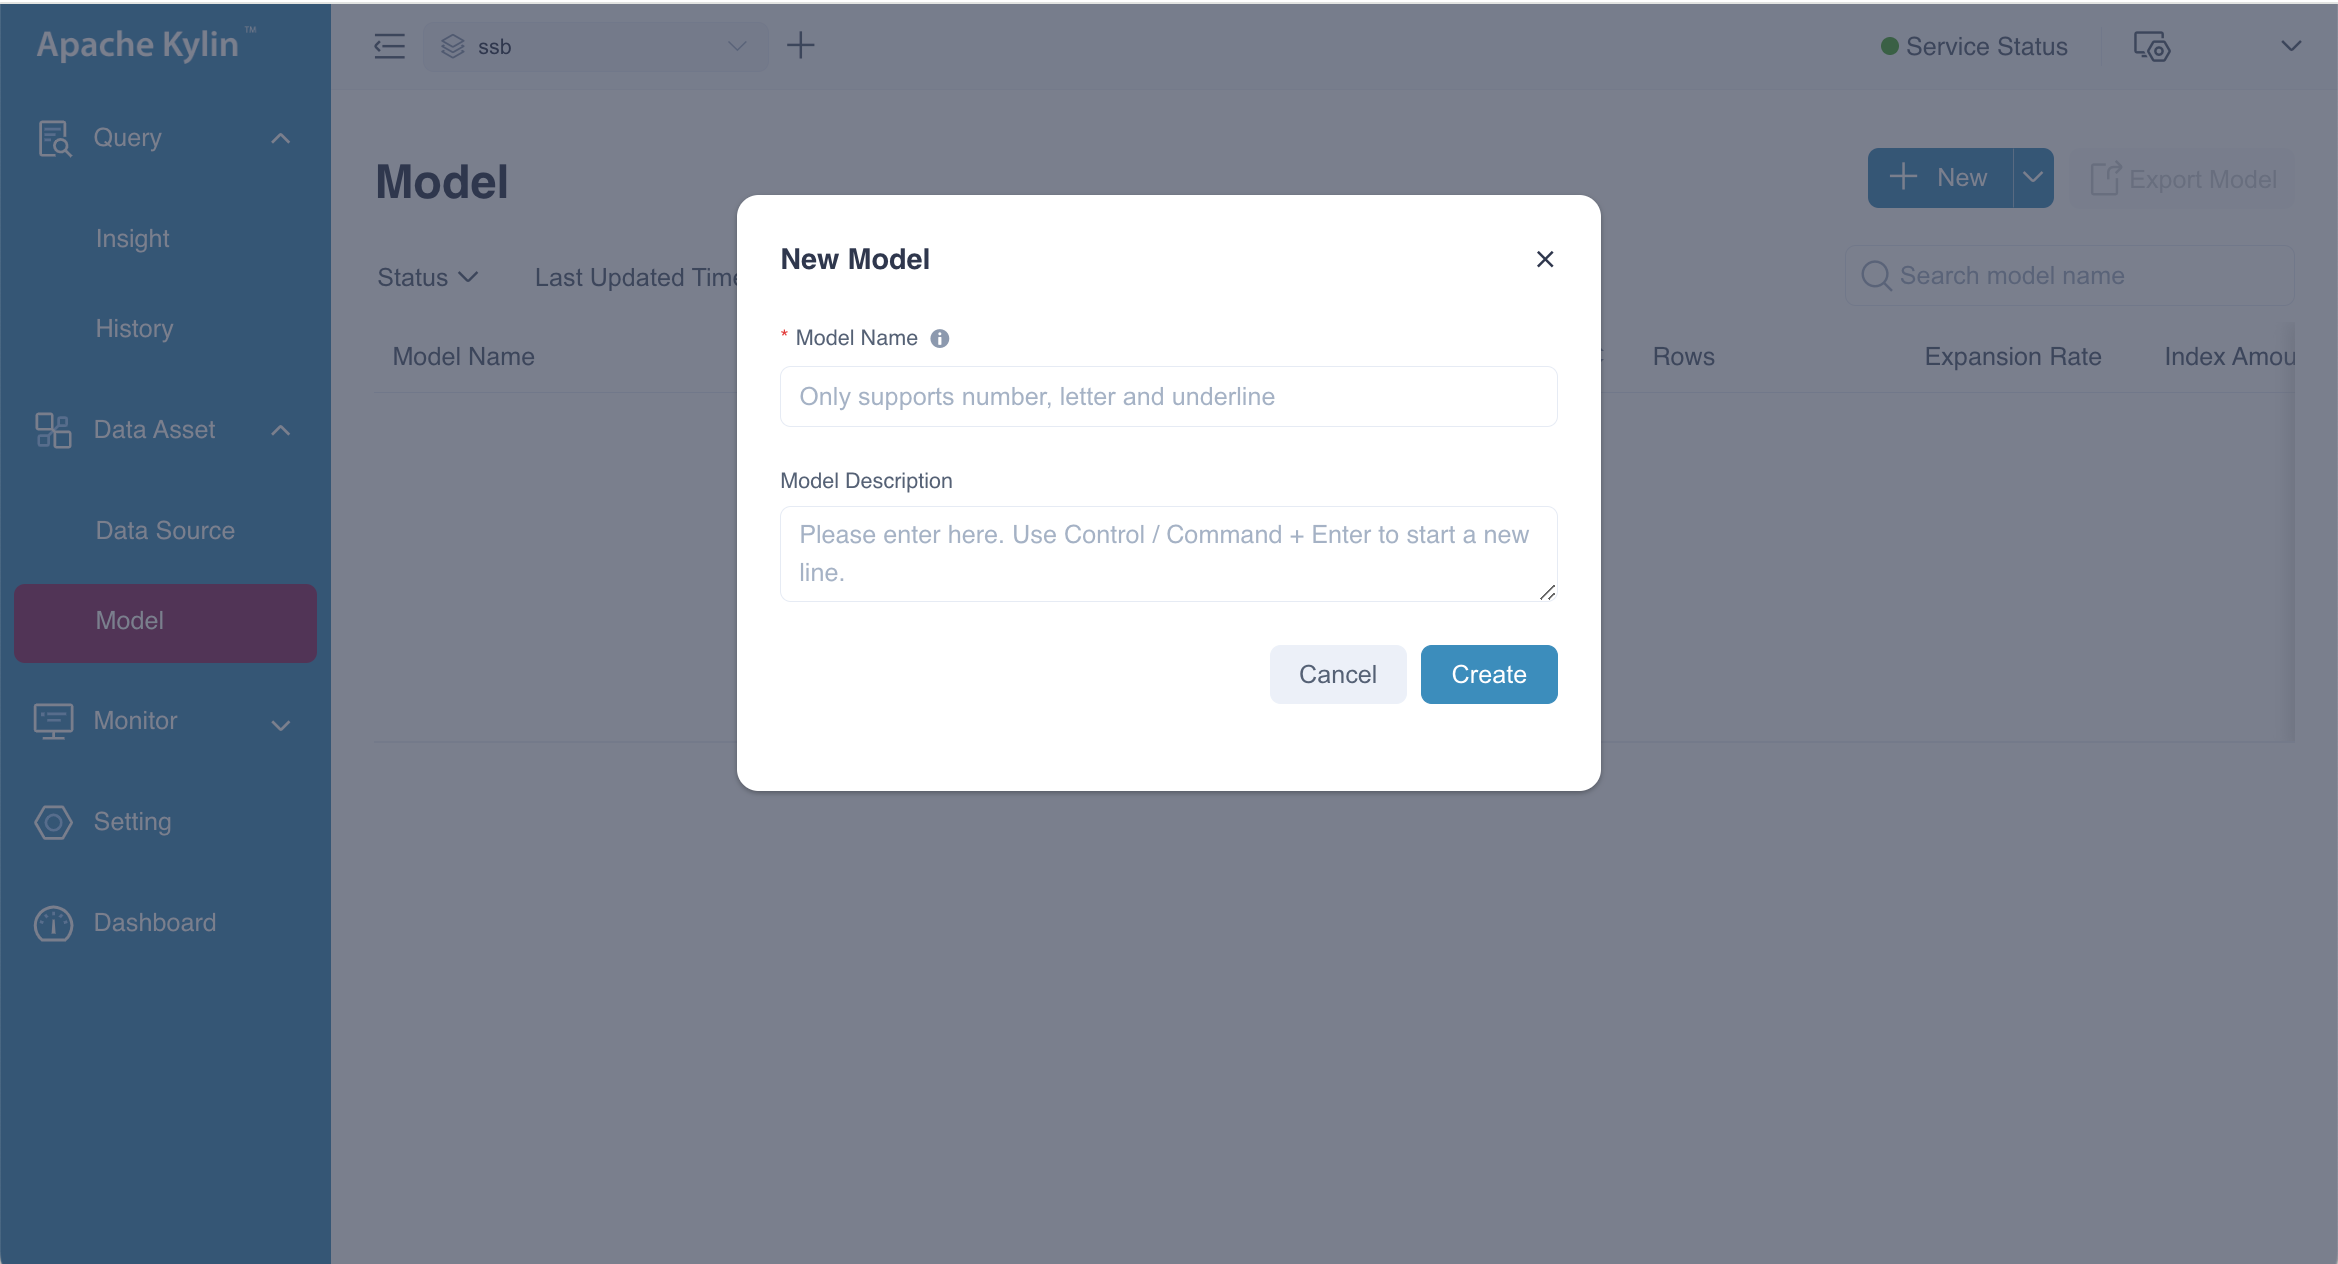 Apache Kylin ™
ssb
Service Status
Query
Insight
History
Data Asset
Data Source
Model
Monitor
Setting
Dashboard
Model
New
Export Model
Status
Last Updated Time
Search model name
Model Name
Rows
Expansion Rate
Index Amou
New Model
* Model Name
Only supports number, letter and underline
Model Description
Please enter here. Use Control / Command + Enter to start a new
line.
Cancel
Create